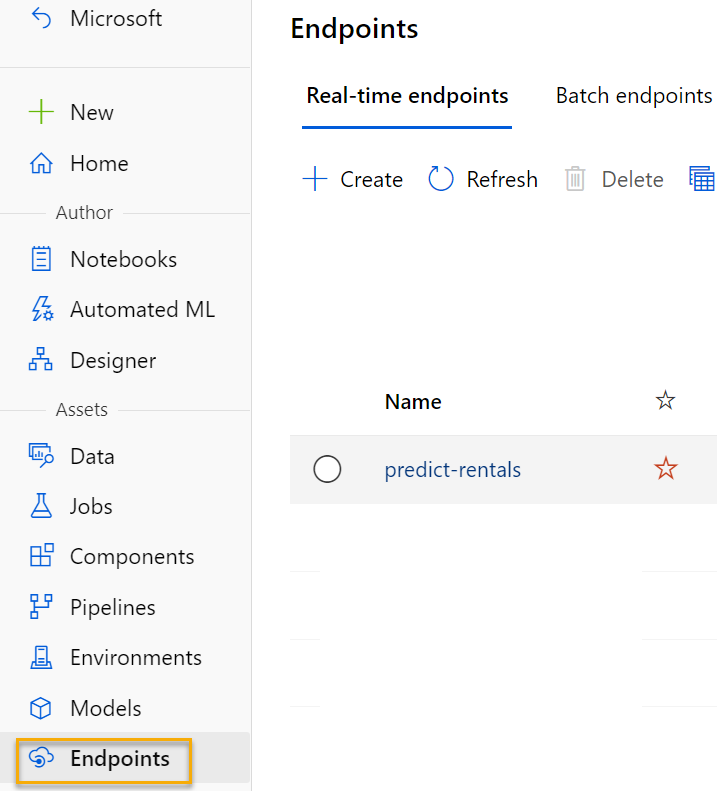 Microsoft
New
Home
Author
Notebooks
Automated ML
Designer
Assets
Data
Jobs
Components
Pipelines
Environments
Models
Endpoints
Endpoints
Real-time endpoints Batch endpoints
Create Refresh Delete
Name
predict-rentals